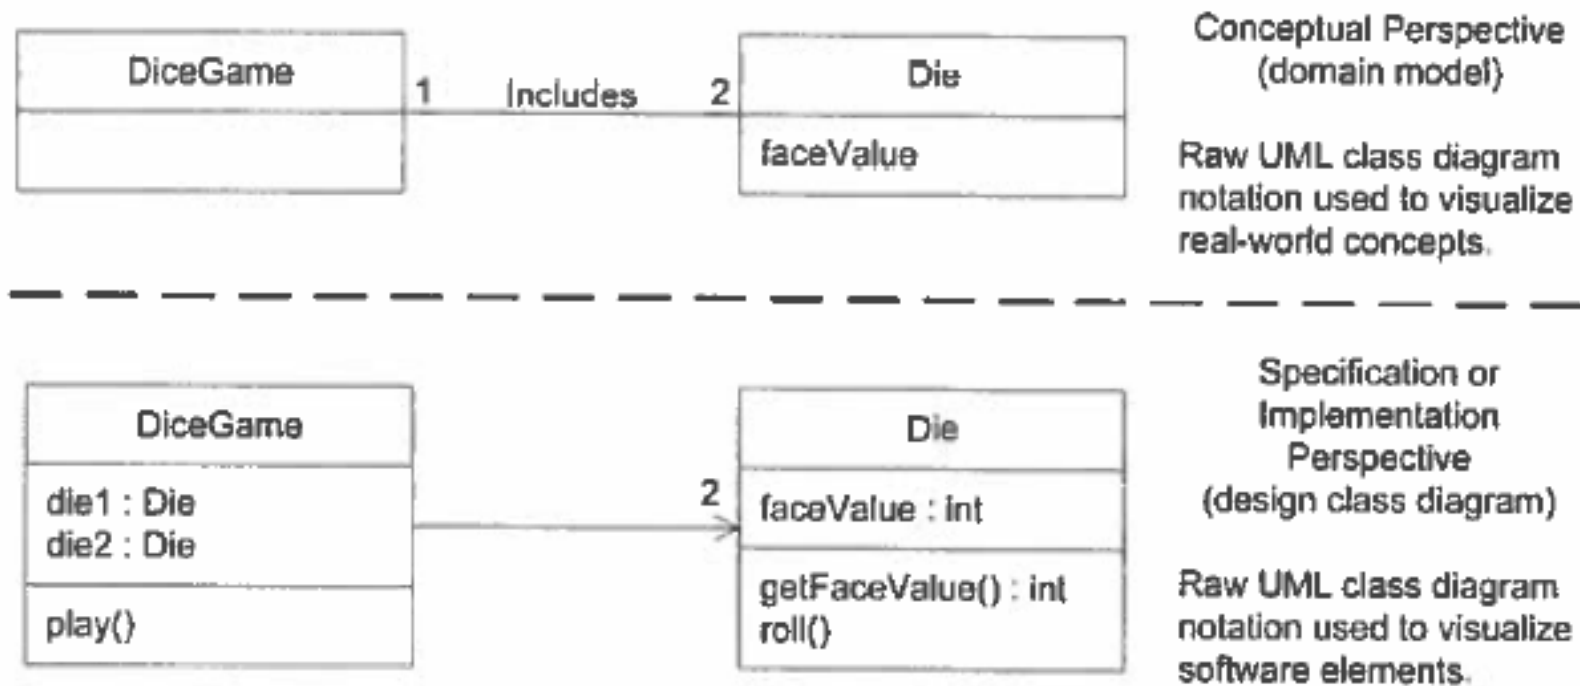 DiceGame
1
Includes
2
Die
faceValue
Conceptual Perspective
(domain model)
Raw UML class diagram
notation used to visualize
real-world concepts.
DiceGame
die1 : Die
die2 : Die
play()
2
Die
faceValue : int
getFaceValue() : int
roll()
Specification or
Implementation
Perspective
(design class diagram)
Raw UML class diagram
notation used to visualize
software elements.